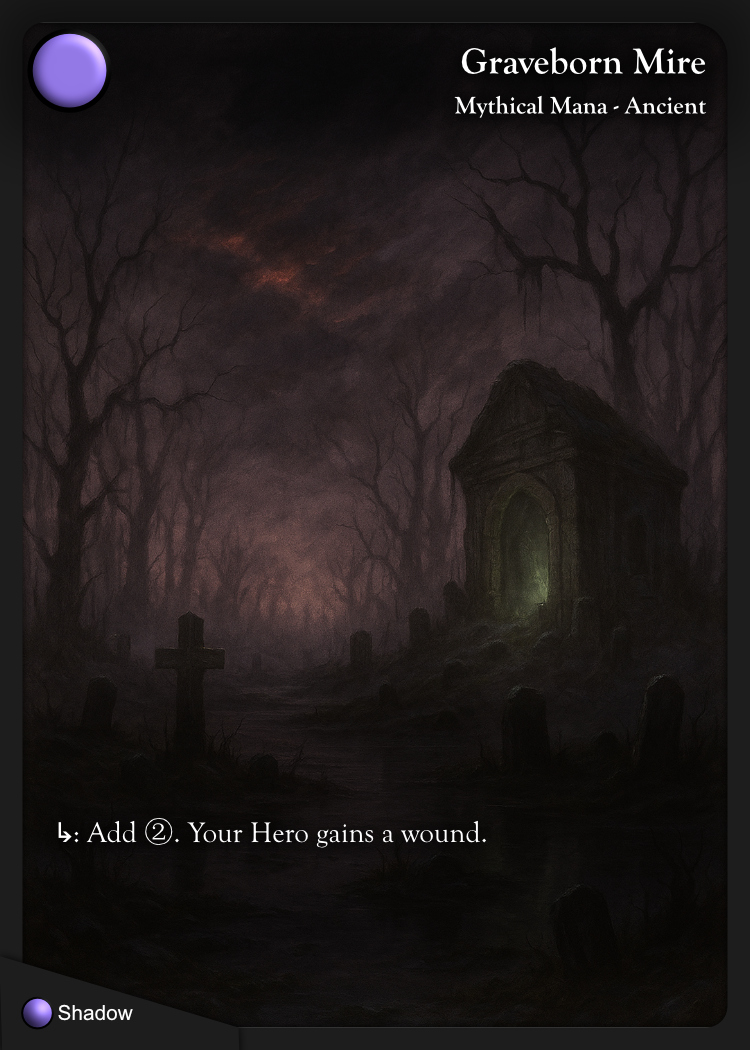 Graveborn Mire
Mythical Mana - Ancient
↳: Add ②. Your Hero gains a wound.
Shadow